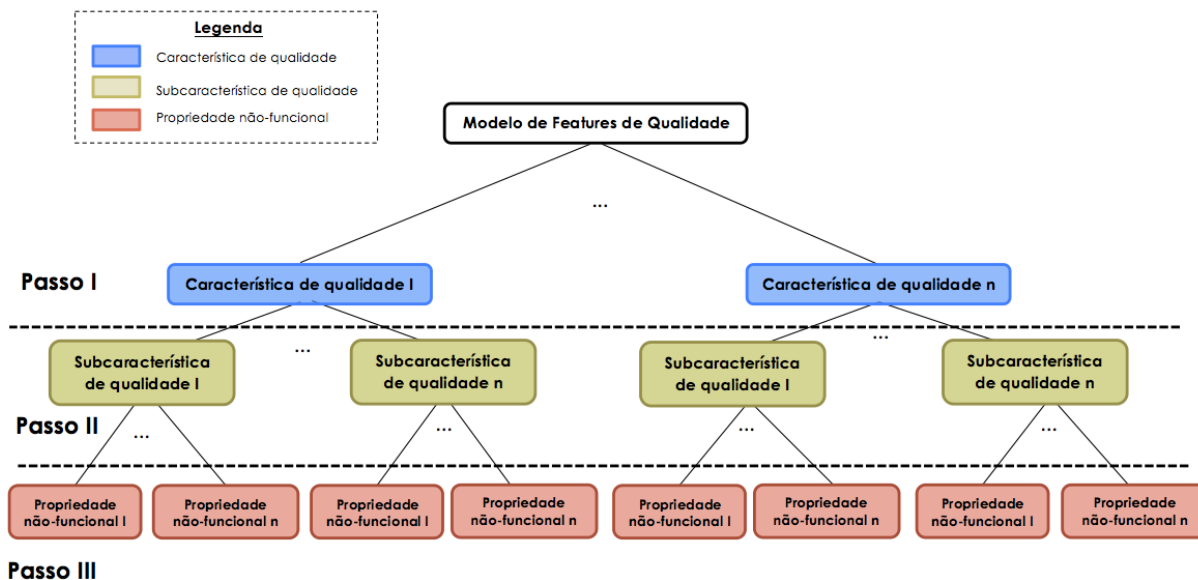 Legenda
Característica de qualidade
Subcaracterística de qualidade
Propriedade não-funcional
Modelo de Features de Qualidade
...
Passo I
Característica de qualidade I
Característica de qualidade n
...
...
Subcaracterística
de qualidade I
Subcaracterística
de qualidade n
Subcaracterística
de qualidade I
Subcaracterística
de qualidade n
Passo II
...
...
...
...
Propriedade
não-funcional I
Propriedade
não-funcional n
Propriedade
não-funcional I
Propriedade
não-funcional n
Propriedade
não-funcional I
Propriedade
não-funcional n
Propriedade
não-funcional I
Propriedade
não-funcional n
Passo III